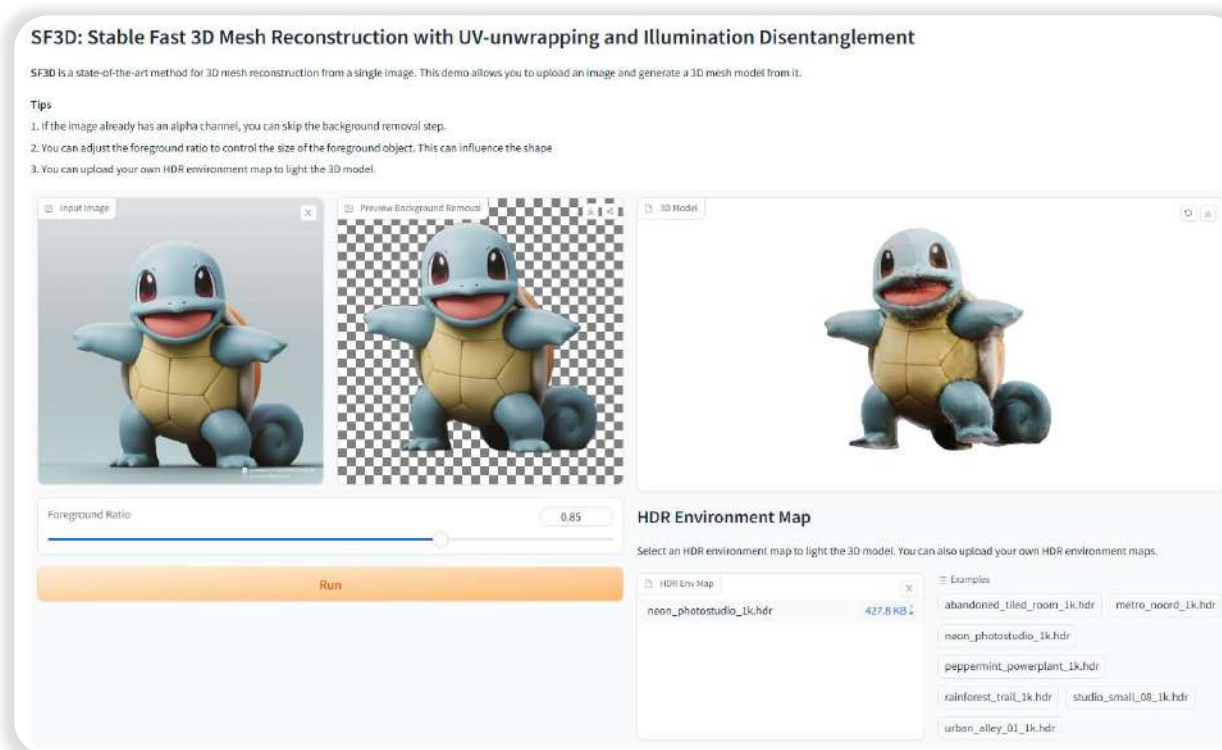 SF3D: Stable Fast 3D Mesh Reconstruction with UV-unwrapping and Illumination Disentanglement
SF3D is a state-of-the-art method for 3D mesh reconstruction from a single image. This demo allows you to upload an image and generate a 3D mesh model from it.
Tips
1. If the image already has an alpha channel, you can skip the background removal step.
2. You can adjust the foreground ratio to control the size of the foreground object. This can influence the shape
3. You can upload your own HDR environment map to light the 3D model.
Input Image
Preview Background Removal
3D Model
Foreground Ratio
0.85
Run
HDR Environment Map
Select an HDR environment map to light the 3D model. You can also upload your own HDR environment maps.
HDR Env Map
neon_photostudio_1k.hdr 427.8 KB ↓
Examples
abandoned_tiled_room_1k.hdr metro_noord_1k.hdr
neon_photostudio_1k.hdr
peppermint_powerplant_1k.hdr
rainforest_trail_1k.hdr studio_small_08_1k.hdr
urban_alley_01_1k.hdr